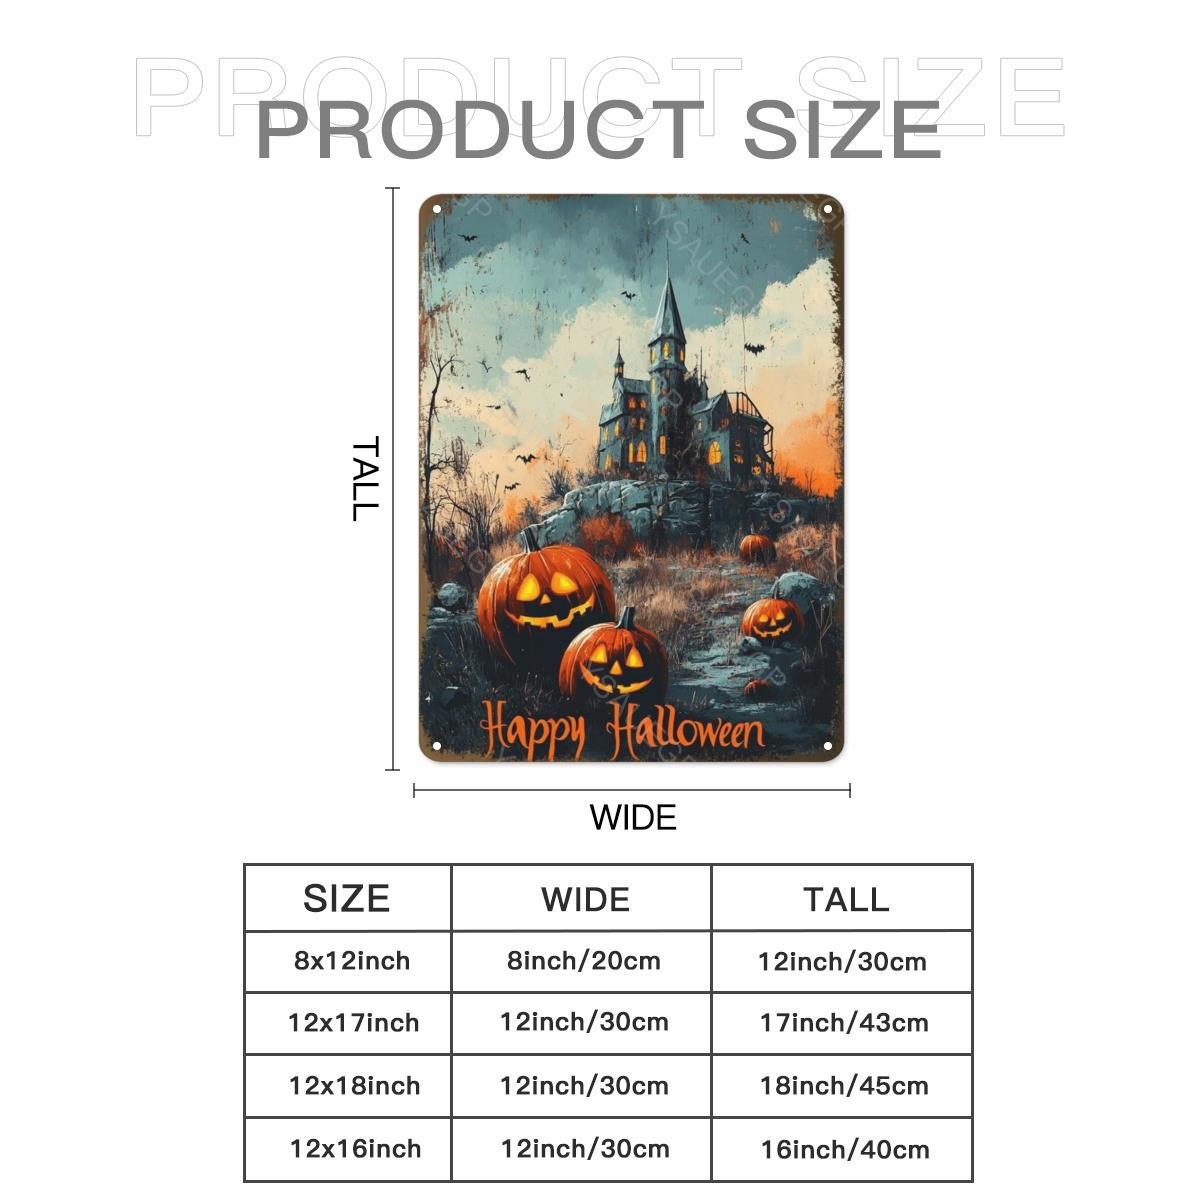 PRODUCT SIZE
PRODUCT SIZE
YSAUEGP
TALL
Happy Halloween
WIDE
SIZE WIDE TALL
8x12inch 8inch/20cm 12inch/30cm
12x17inch 12inch/30cm 17inch/43cm
12x18inch 12inch/30cm 18inch/45cm
12x16inch 12inch/30cm 16inch/40cm